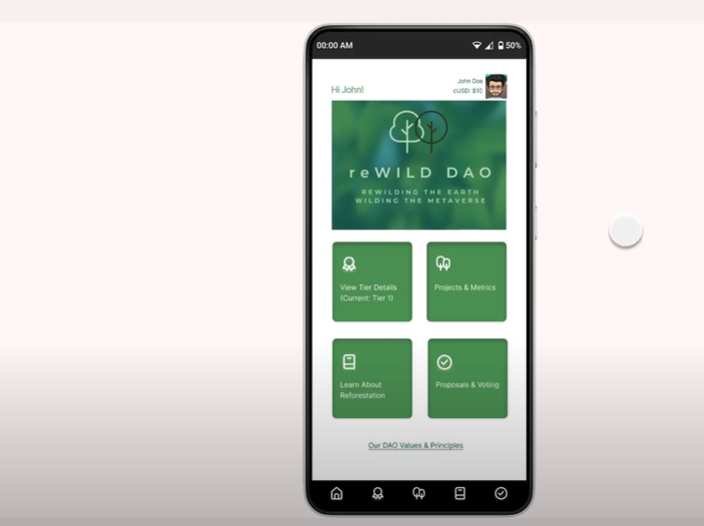 00:00 AM
50%
John Doe
Hi John!
cUSD: $10
reWILD DAO
REWILDING THE EARTH
WILDING THE METAVERSE
View Tier Details
(Current: Tier 1)
Projects & Metrics
Learn About
Reforestation
Proposals & Voting
Our DAO Values & Principles